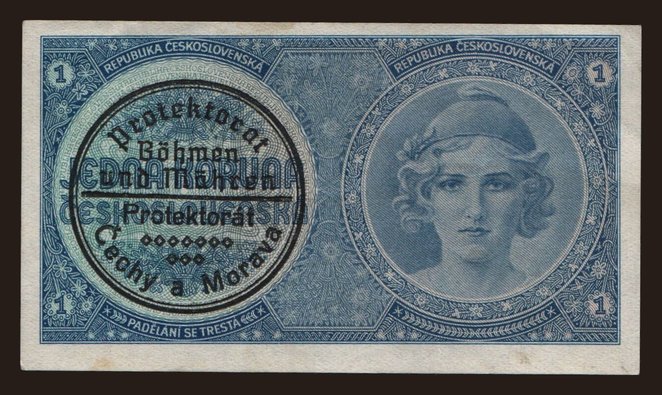 REPUBLIKA ČESKOSLOVENSKÁ
REPUBLIKA ČESKOSLOVENSKÁ
1
1
Protektorat
Böhmen
und Mähren
JEDNA KORUNA
Protektorát
Čechy a Morava
1
1
PADĚLÁNÍ SE TRESTÁ